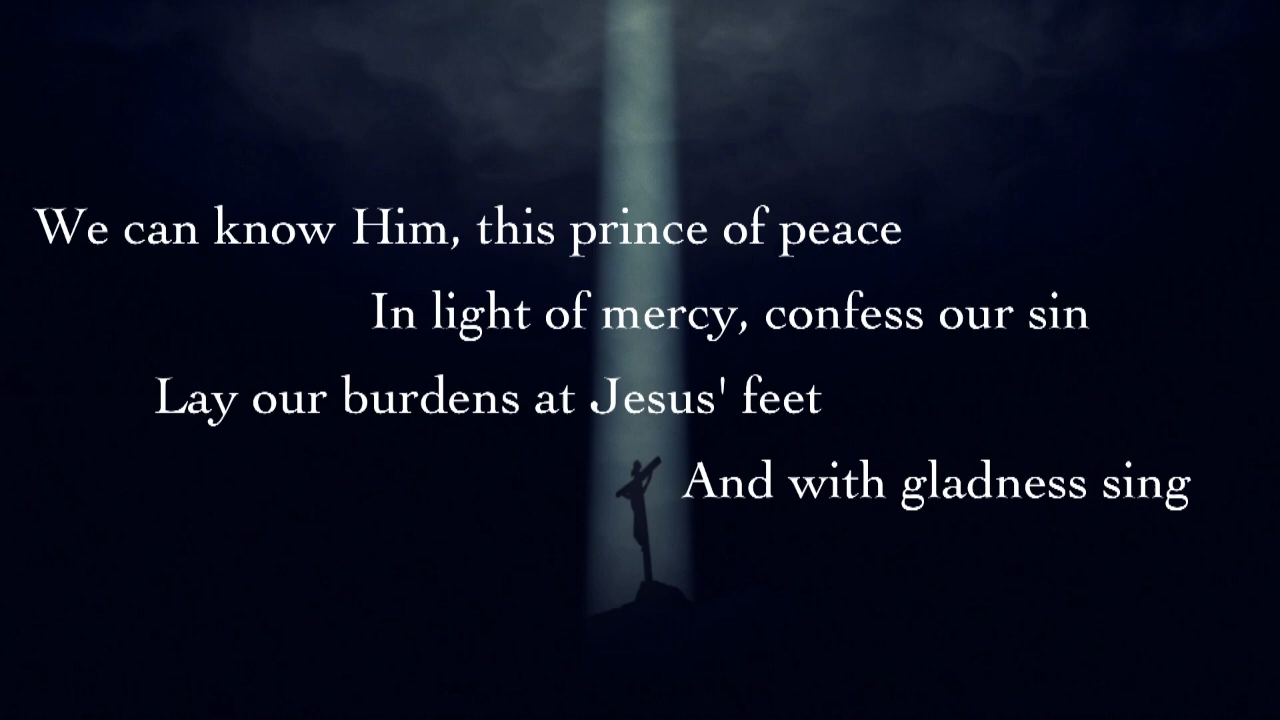 We can know Him, this prince of peace
In light of mercy, confess our sin
Lay our burdens at Jesus' feet
And with gladness sing